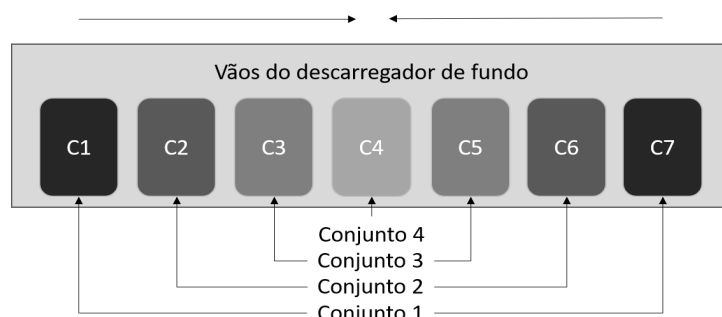 Vãos do descarregador de fundo
C1 C2 C3 C4 C5 C6 C7
Conjunto 4
Conjunto 3
Conjunto 2
Conjunto 1